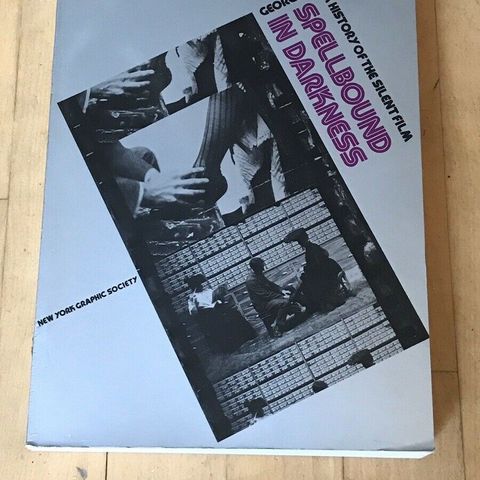 GEORG
HISTORY OF THE SILENT FILM
SPELLBOUND
IN DARKNESS
NEW YORK GRAPHIC SOCIETY